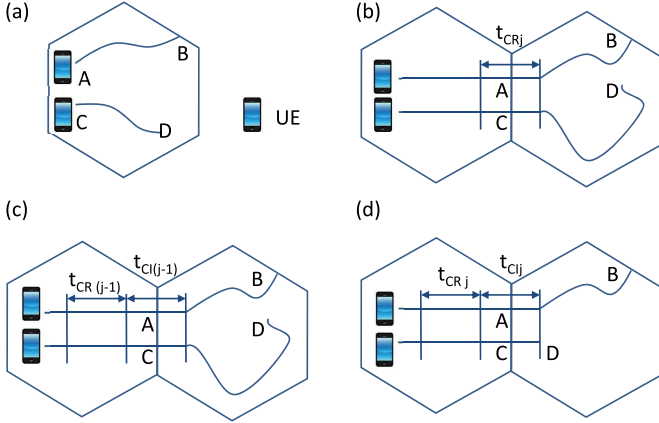 (a)
B
A
C
D
UE
(b)
tCRj
B
A
D
C
(c)
tCI(j-1)
tCR (j-1)
B
A
D
C
(d)
tCIj
tCR j
B
A
C
D